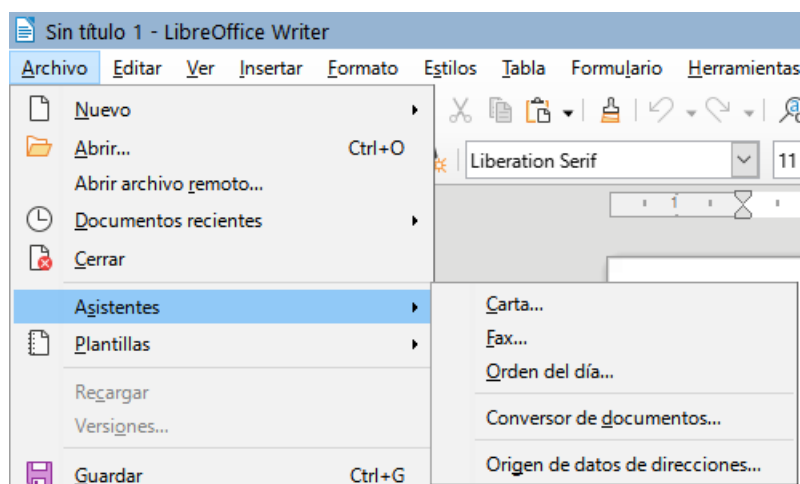 Sin título 1 - LibreOffice Writer
Archivo Editar Ver Insertar Formato Estilos Tabla Formulario Herramientas
Nuevo
Abrir... Ctrl+O
Liberation Serif 11
Abrir archivo remoto...
1
Documentos recientes
Cerrar
Asistentes
Carta...
Fax...
Plantillas
Orden del día...
Recargar
Conversor de documentos...
Versiones...
Guardar Ctrl+G
Origen de datos de direcciones...